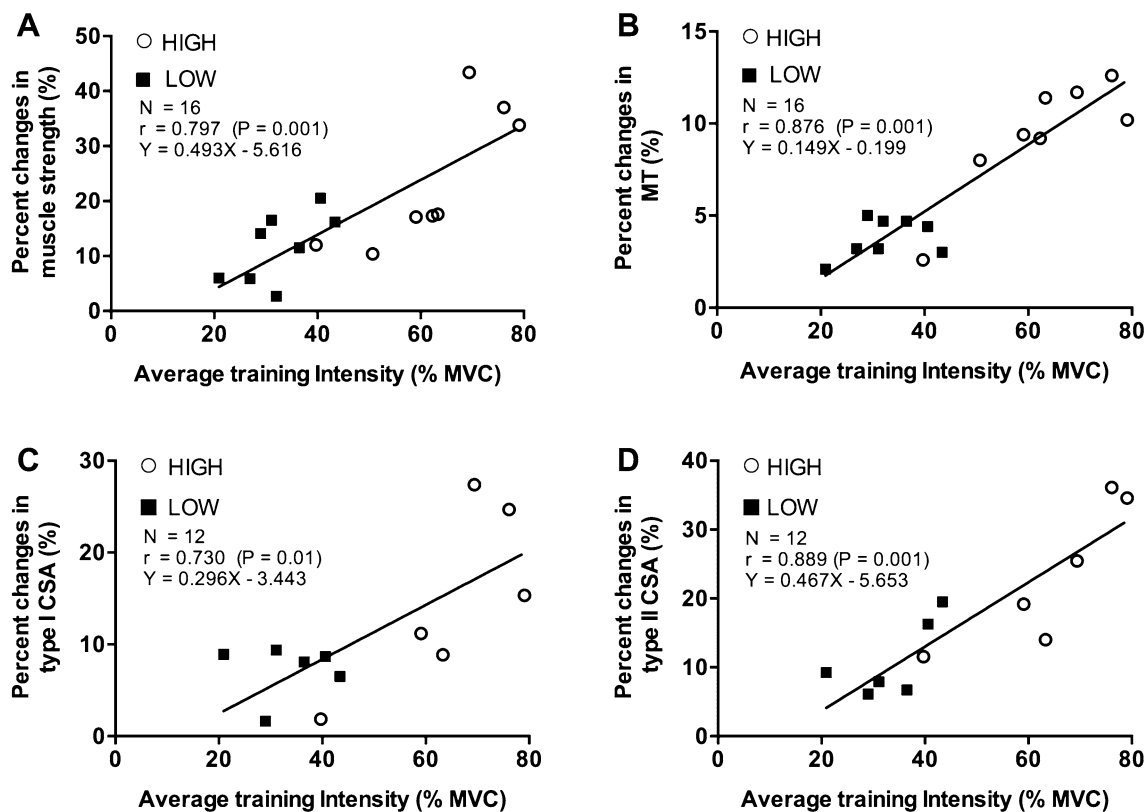 A
Percent changes in
muscle strength (%)
50
40
30
20
10
0
HIGH
LOW
N = 16
r = 0.797 (P = 0.001)
Y = 0.493X - 5.616
0 20 40 60 80
Average training Intensity (% MVC)
B
Percent changes in
MT (%)
15
10
5
0
HIGH
LOW
N = 16
r = 0.876 (P = 0.001)
Y = 0.149X - 0.199
0 20 40 60 80
Average training Intensity (% MVC)
C
Percent changes in
type I CSA (%)
30
20
10
0
HIGH
LOW
N = 12
r = 0.730 (P = 0.01)
Y = 0.296X - 3.443
0 20 40 60 80
Average training Intensity (% MVC)
D
Percent changes in
type II CSA (%)
40
30
20
10
0
HIGH
LOW
N = 12
r = 0.889 (P = 0.001)
Y = 0.467X - 5.653
0 20 40 60 80
Average training Intensity (% MVC)